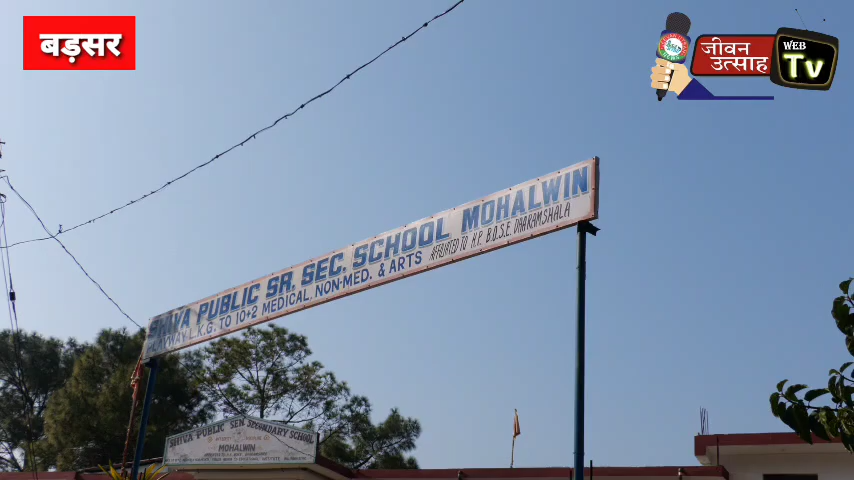 बड़सर
जीवन
उत्साह
WEB
Tv
SHIVA PUBLIC SR. SEC. SCHOOL MOHALWIN
L.K.G. TO 10+2 MEDICAL, NON-MED. & ARTS AFFILIATED TO H.P. B.O.S.E. DHARAMSHALA
SHIVA PUBLIC SEN. SECONDARY SCHOOL
MOHALWIN